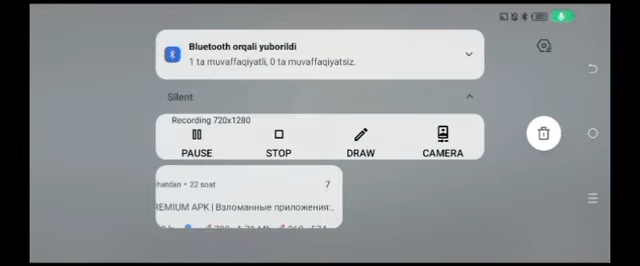 Bluetooth orqali yuborildi
1 ta muvaffaqiyatli, 0 ta muvaffaqiyatsiz.
Silent
Recording 720x1280
PAUSE STOP DRAW CAMERA
hatdan • 22 soat 7
REMIUM APK | Взломанные приложения:.